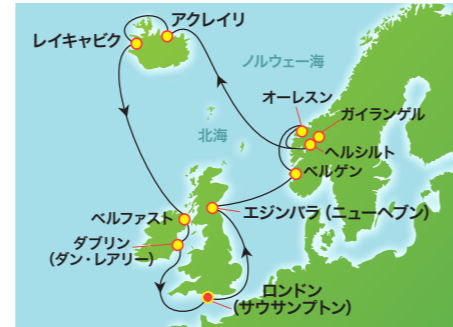 アクレイリ
レイキャビク
ノルウェー海
オーレスン
ガイランゲル
北海
ヘルシルト
ベルゲン
ベルファスト
エジンバラ (ニューヘブン)
ダブリン
(ダン・レアリー)
ロンドン
(サウサンプトン)